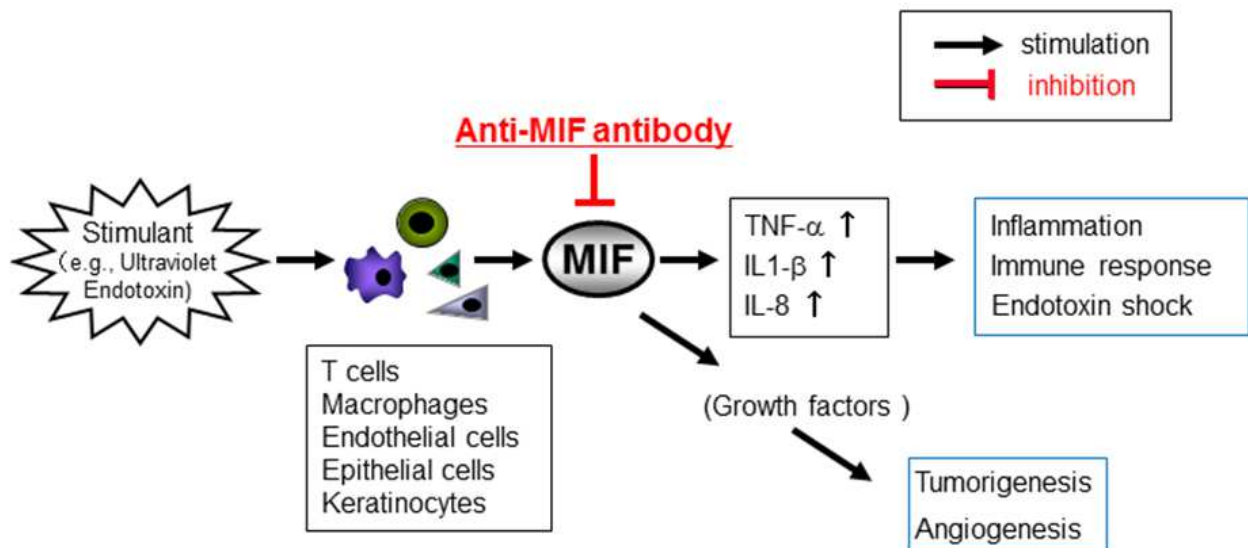 stimulation
inhibition
Anti-MIF antibody
Stimulant
(e.g., Ultraviolet
Endotoxin)
MIF
TNF-α ↑
IL1-β ↑
IL-8 ↑
Inflammation
Immune response
Endotoxin shock
T cells
Macrophages
Endothelial cells
Epithelial cells
Keratinocytes
(Growth factors )
Tumorigenesis
Angiogenesis